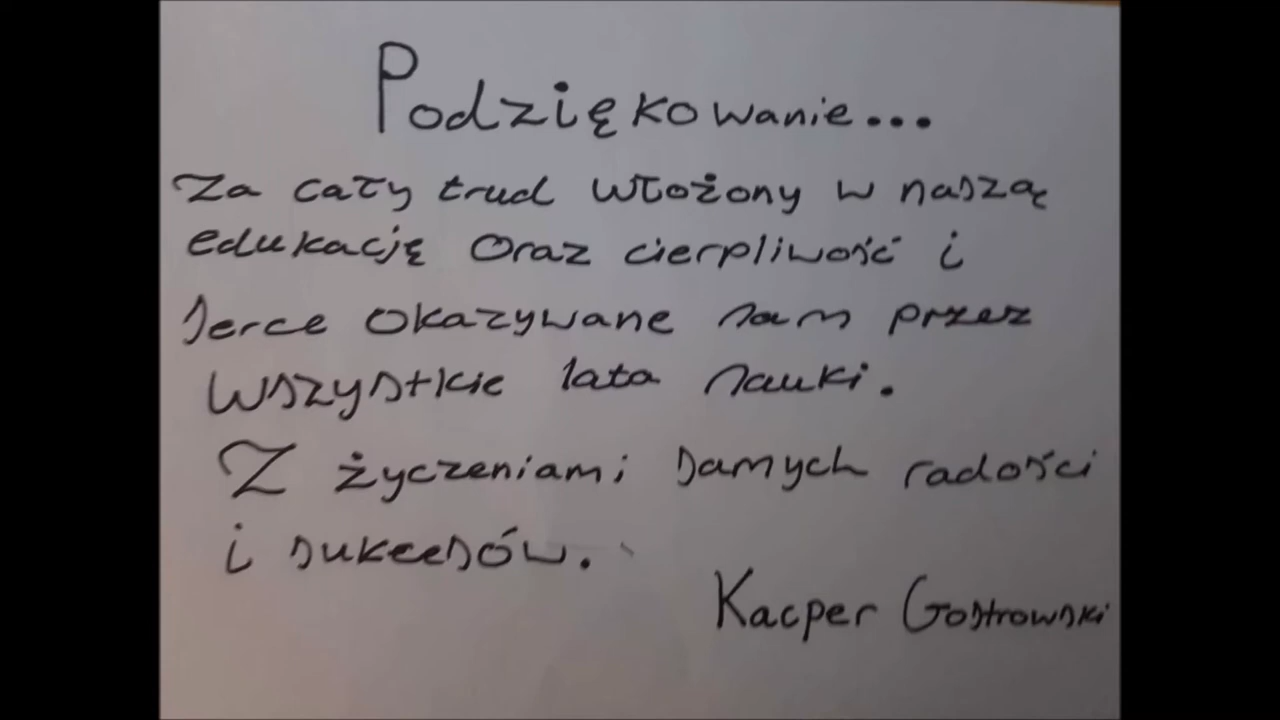 Podziękowanie...
Za cały trud włożony w naszą
edukację oraz cierpliwość i
serce okazywane nam przez
wszystkie lata nauki.
Z życzeniami samych radości
i sukcesów.
Kacper Gostrowski